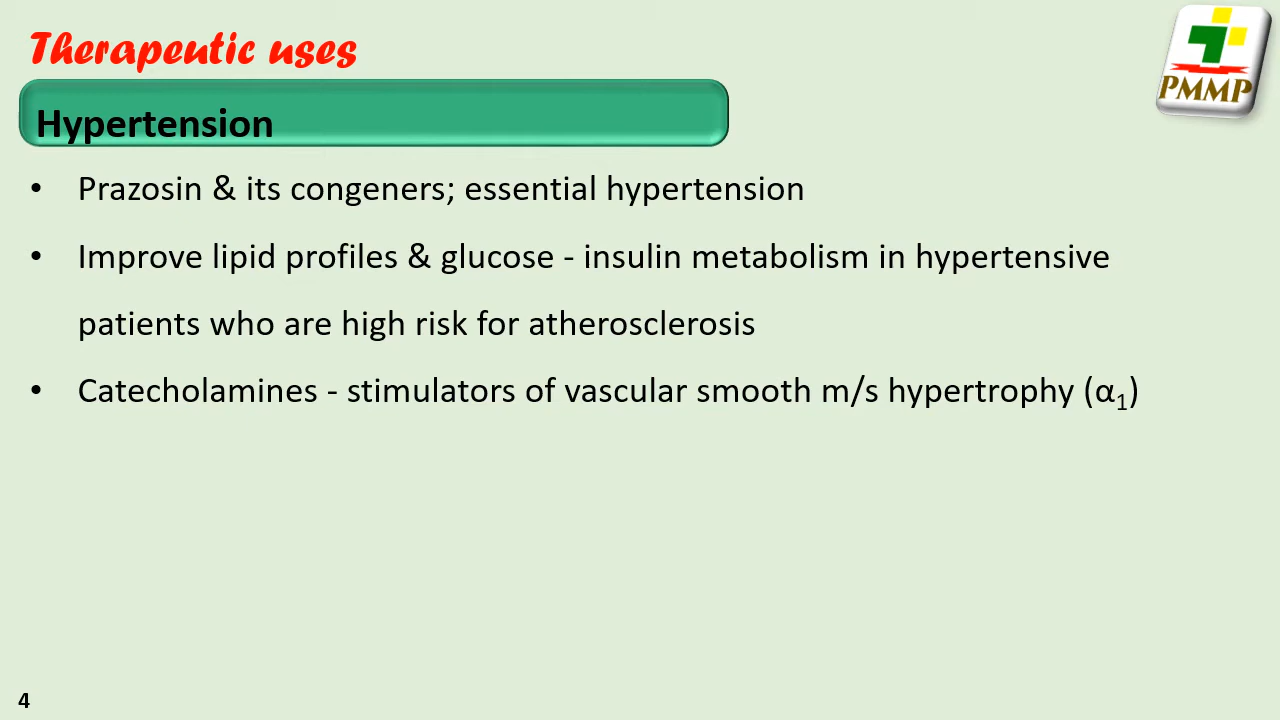 Therapeutic uses
PMMP
Hypertension
• Prazosin & its congeners; essential hypertension
• Improve lipid profiles & glucose - insulin metabolism in hypertensive
patients who are high risk for atherosclerosis
• Catecholamines - stimulators of vascular smooth m/s hypertrophy (α₁)
4